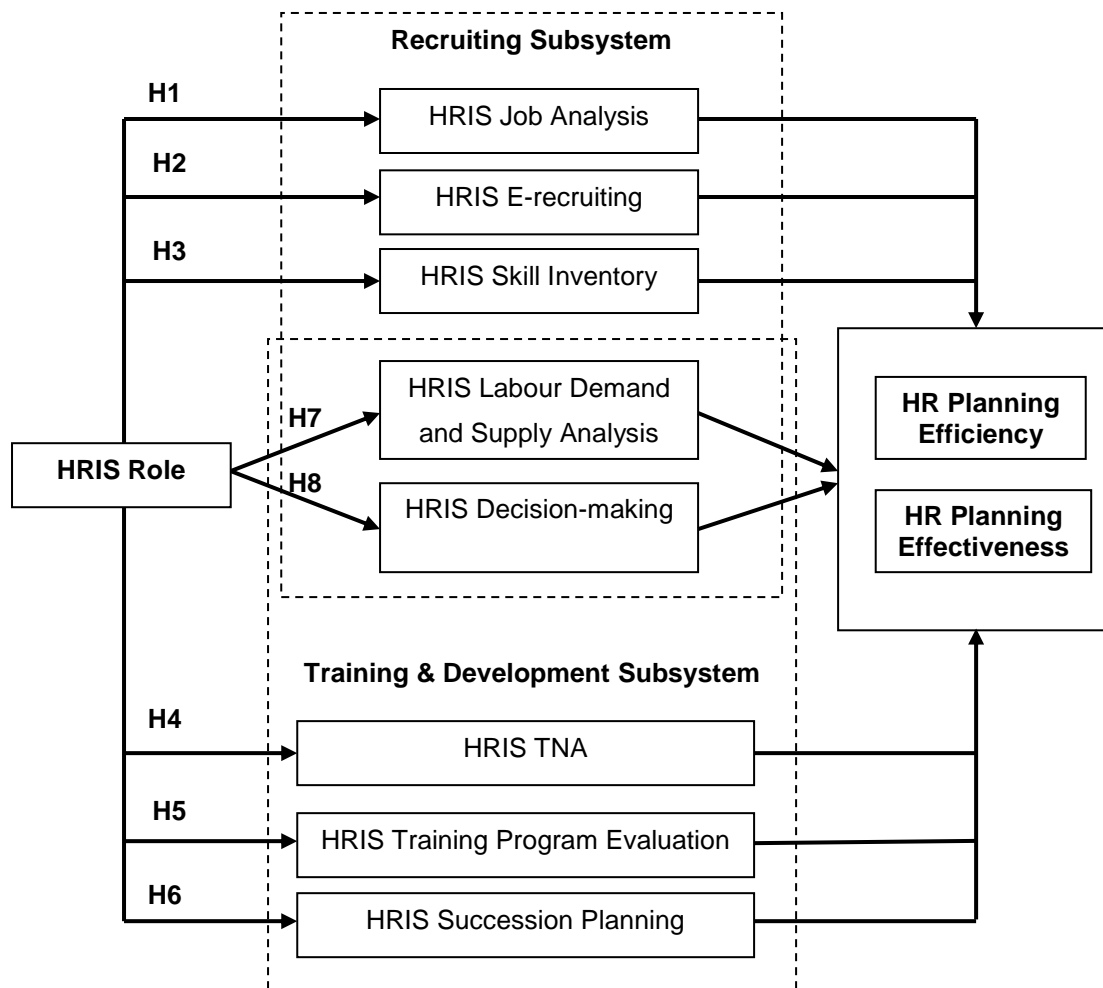 Recruiting Subsystem
H1
HRIS Job Analysis
H2
HRIS E-recruiting
H3
HRIS Skill Inventory
HRIS Labour Demand
and Supply Analysis
H7
HR Planning
Efficiency
HRIS Role
H8
HRIS Decision-making
HR Planning
Effectiveness
Training & Development Subsystem
H4
HRIS TNA
H5
HRIS Training Program Evaluation
H6
HRIS Succession Planning